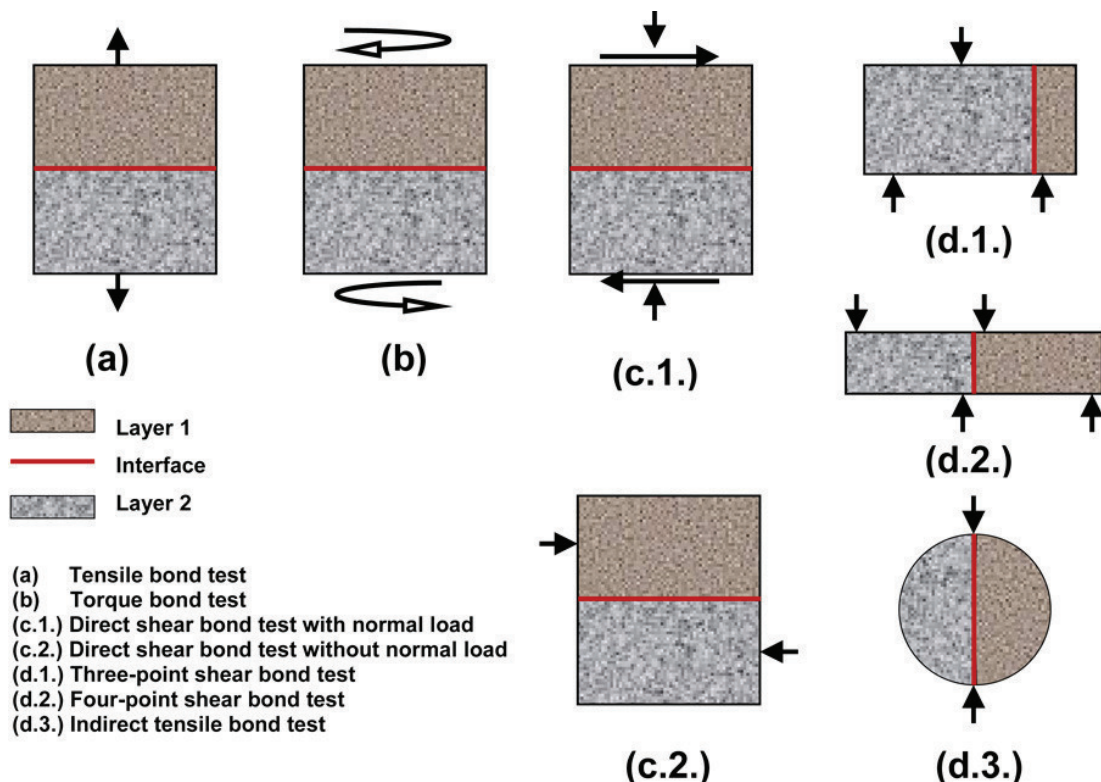 (a)
(b)
(c.1.)
(d.1.)
(d.2.)
Layer 1
Interface
Layer 2
(a) Tensile bond test
(b) Torque bond test
(c.1.) Direct shear bond test with normal load
(c.2.) Direct shear bond test without normal load
(d.1.) Three-point shear bond test
(d.2.) Four-point shear bond test
(d.3.) Indirect tensile bond test
(c.2.)
(d.3.)